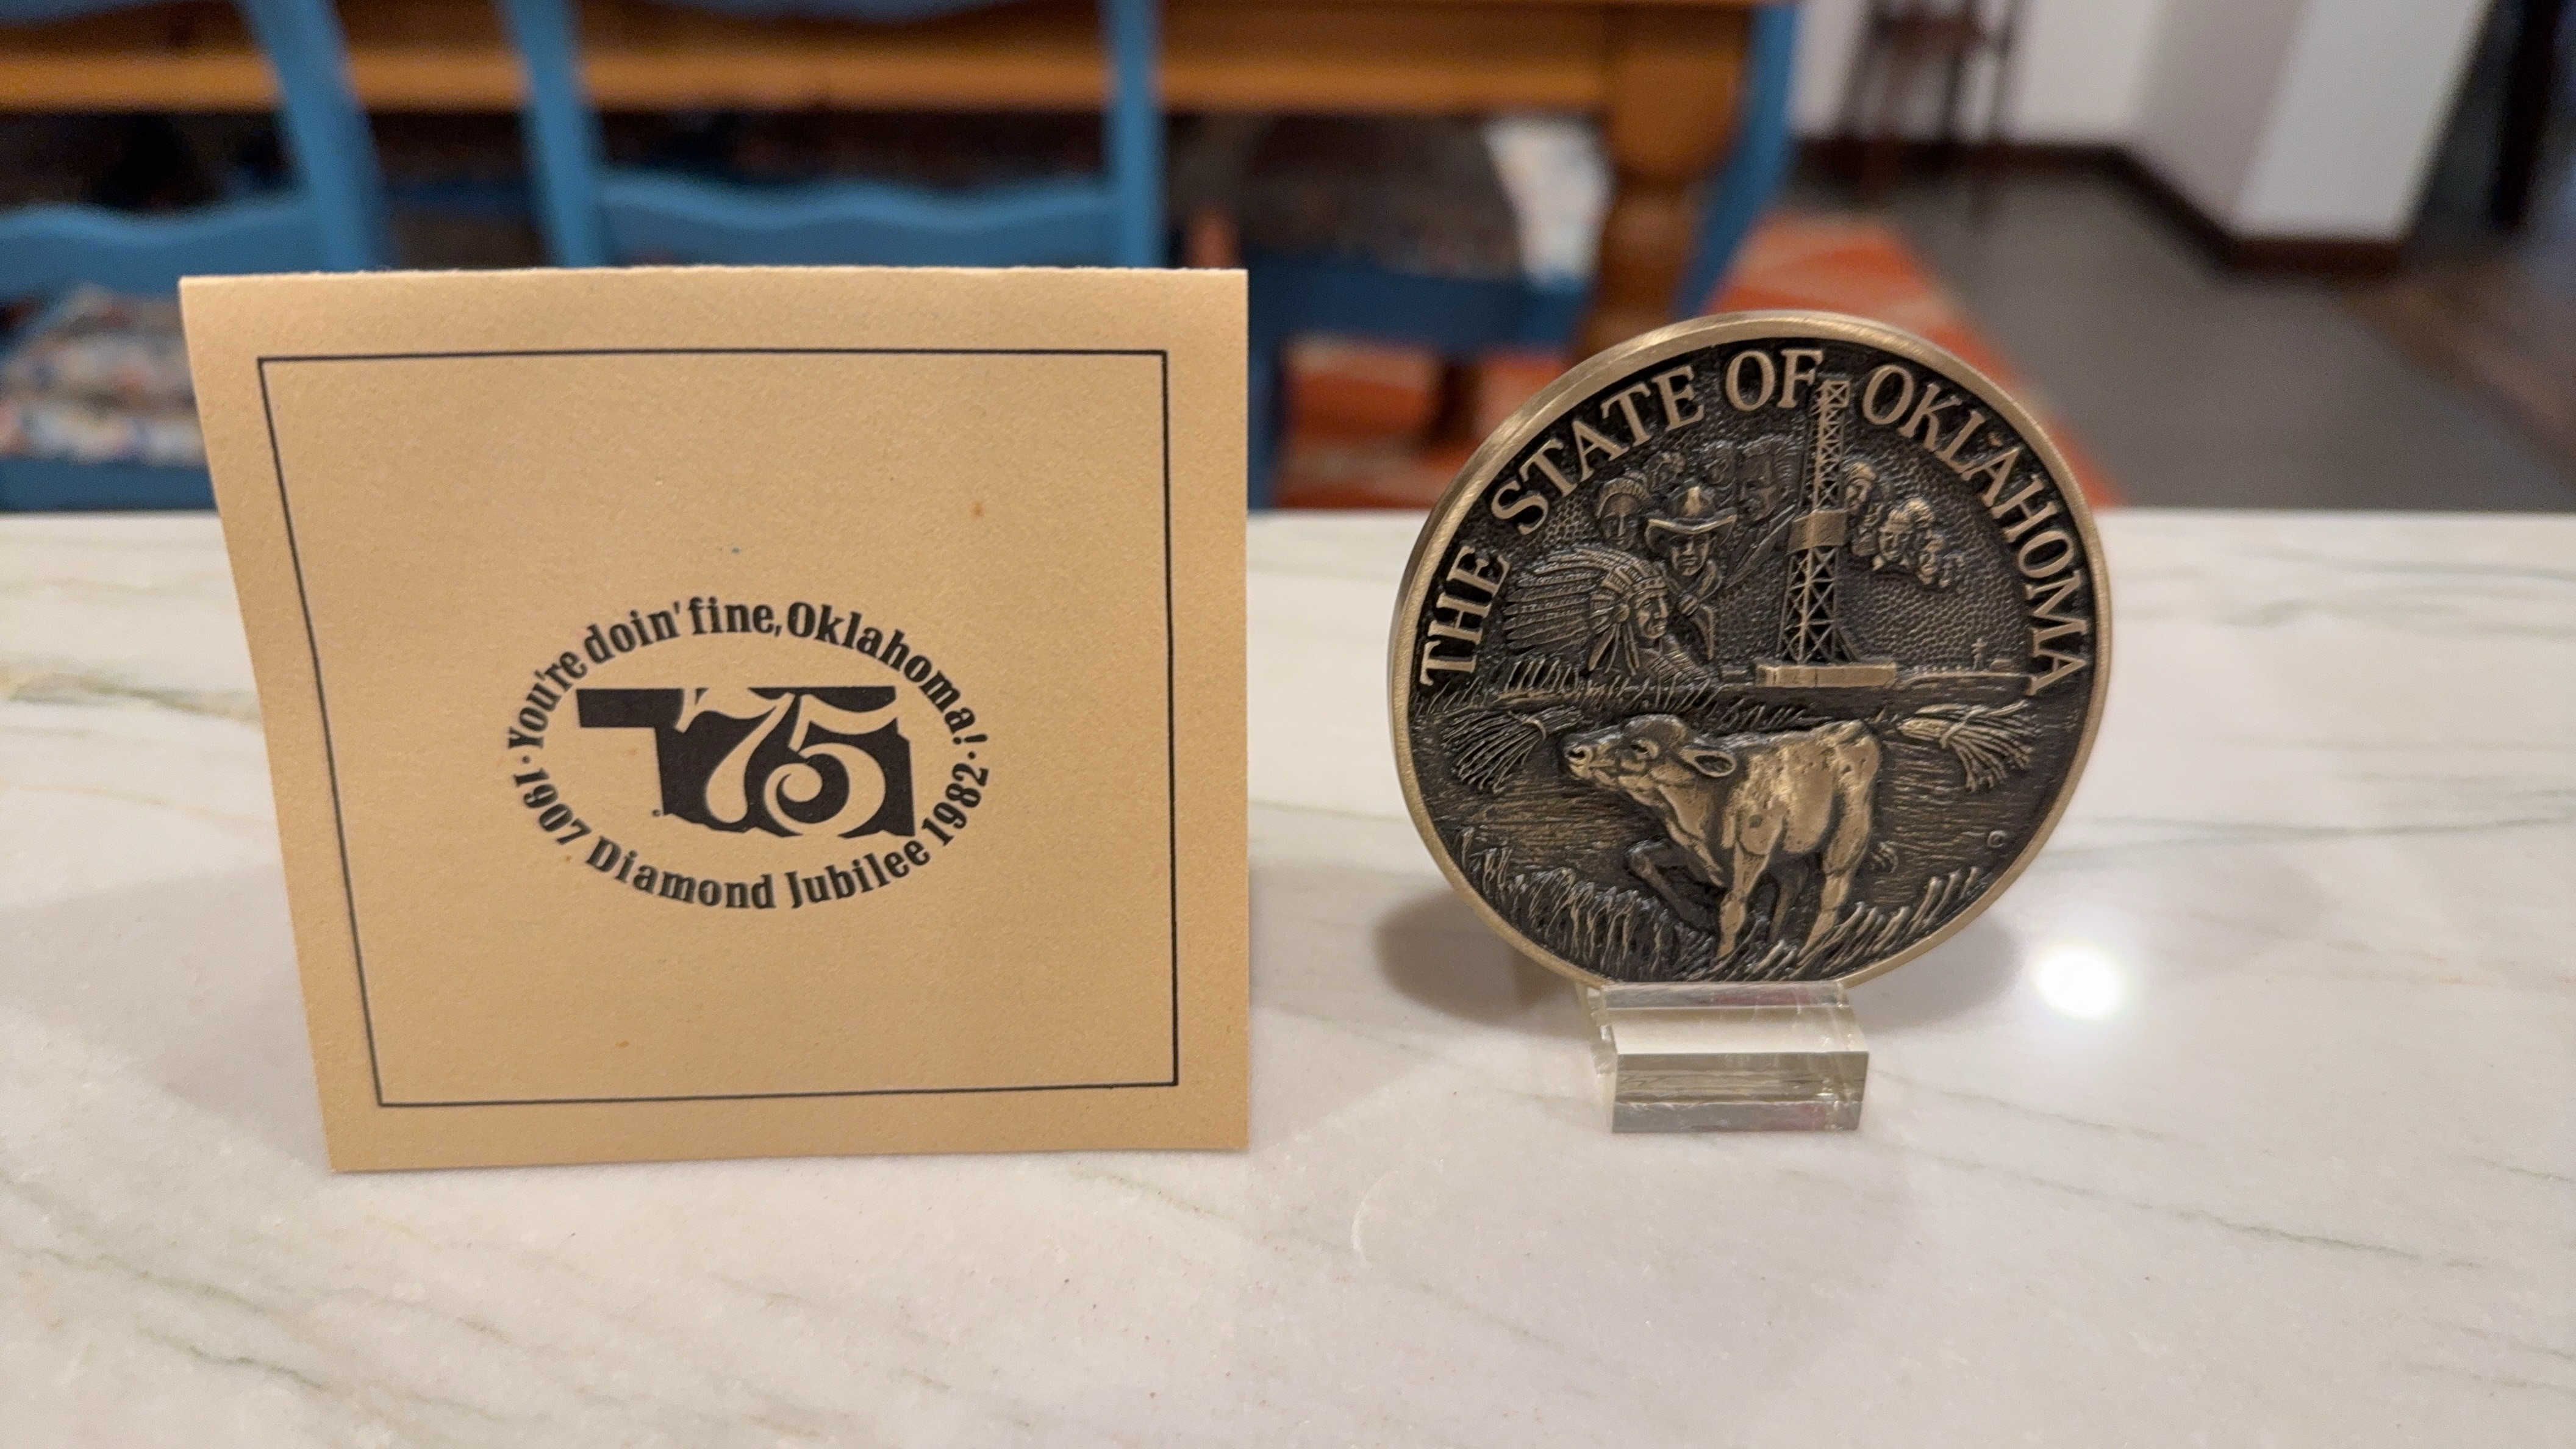 ·You're doin' fine, Oklahoma!·
75
1907 Diamond Jubilee 1982
THE STATE OF OKLAHOMA
©